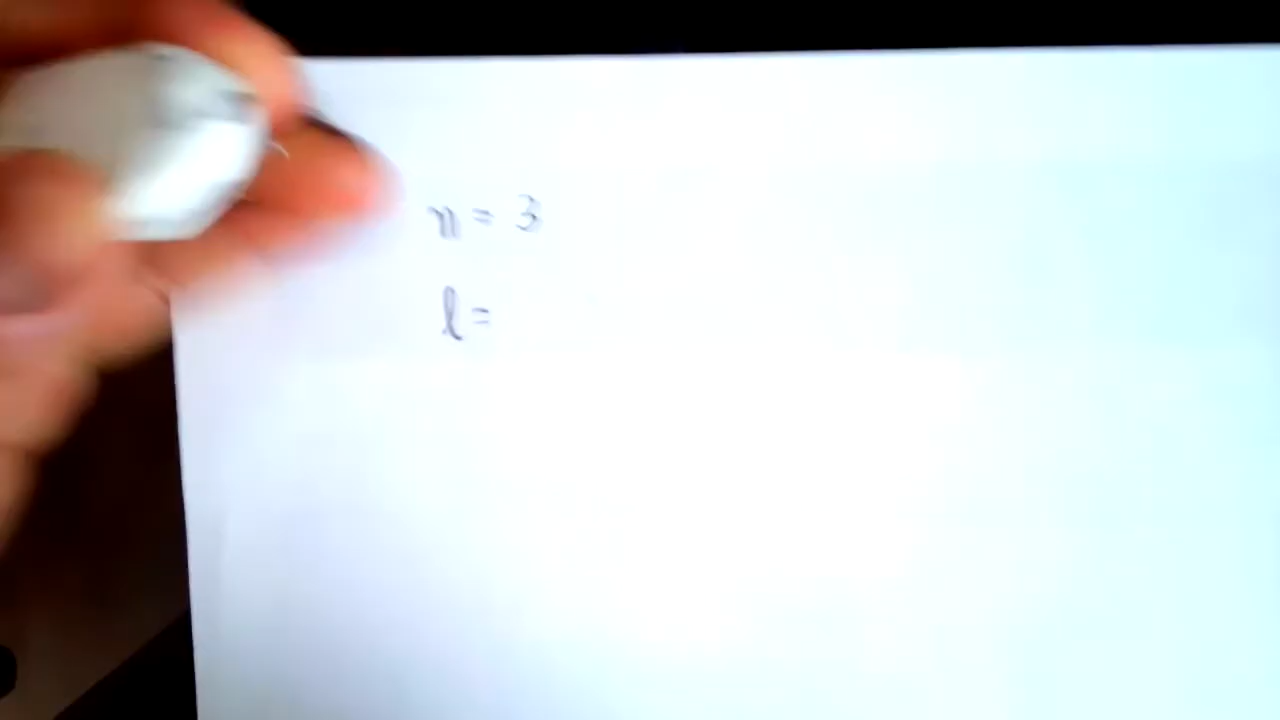 n = 3
l =